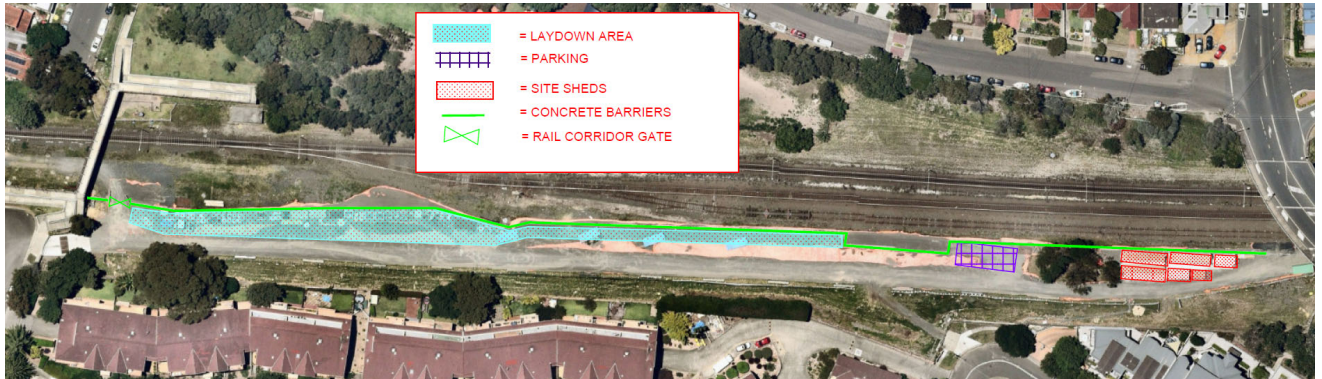 = LAYDOWN AREA
= PARKING
= SITE SHEDS
= CONCRETE BARRIERS
= RAIL CORRIDOR GATE